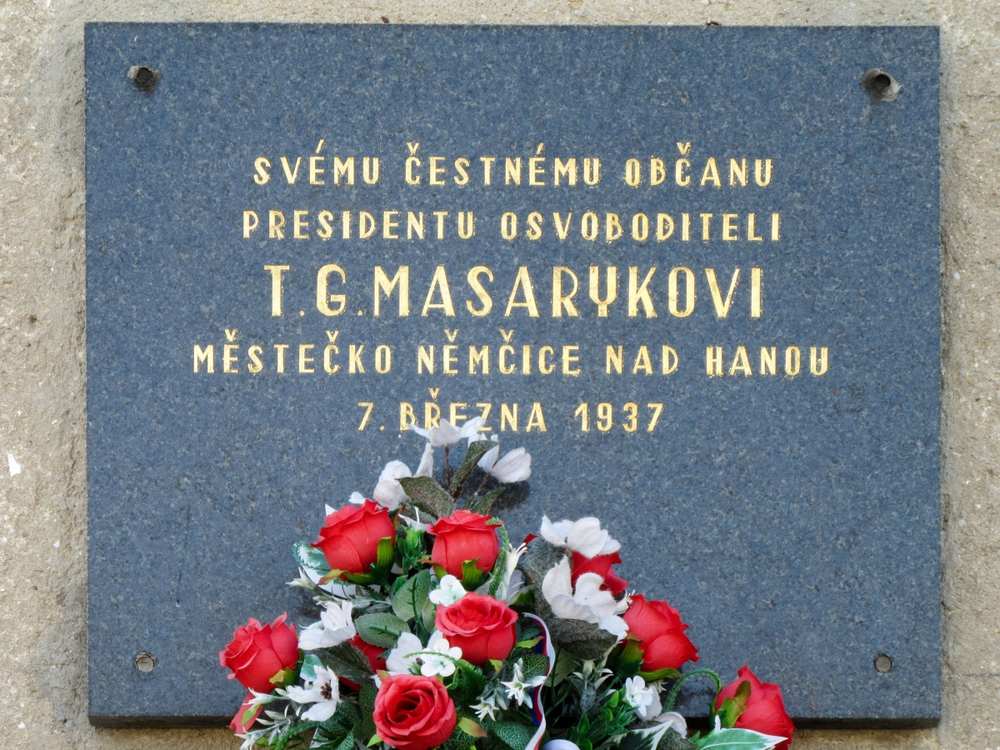 SVÉMU ČESTNÉMU OBČANU
PRESIDENTU OSVOBODITELI
T.G.MASARYKOVI
MĚSTEČKO NĚMČICE NAD HANOU
7. BŘEZNA 1937